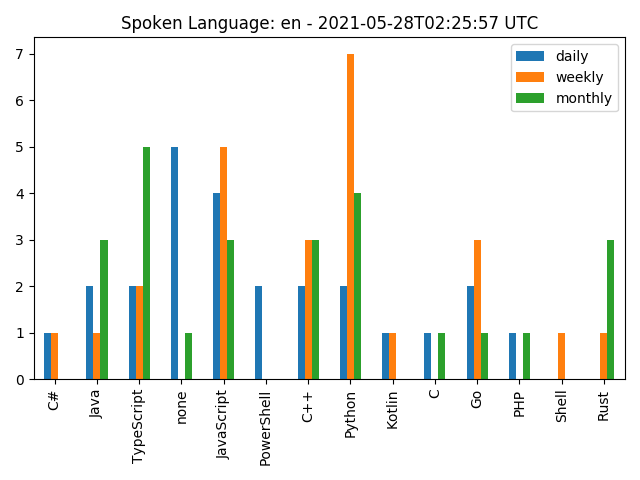 Spoken Language: en - 2021-05-28T02:25:57 UTC
daily
weekly
monthly
7
6
5
4
3
2
1
0
C#
Java
TypeScript
none
JavaScript
PowerShell
C++
Python
Kotlin
C
Go
PHP
Shell
Rust